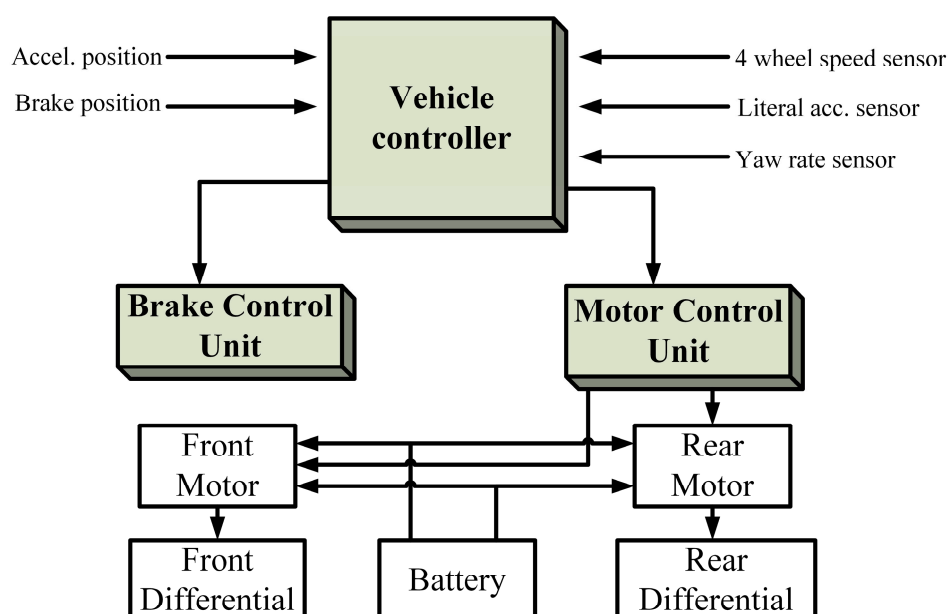 Accel. position
Brake position
Vehicle
controller
4 wheel speed sensor
Literal acc. sensor
Yaw rate sensor
Brake Control
Unit
Motor Control
Unit
Front
Motor
Rear
Motor
Front
Differential
Battery
Rear
Differential